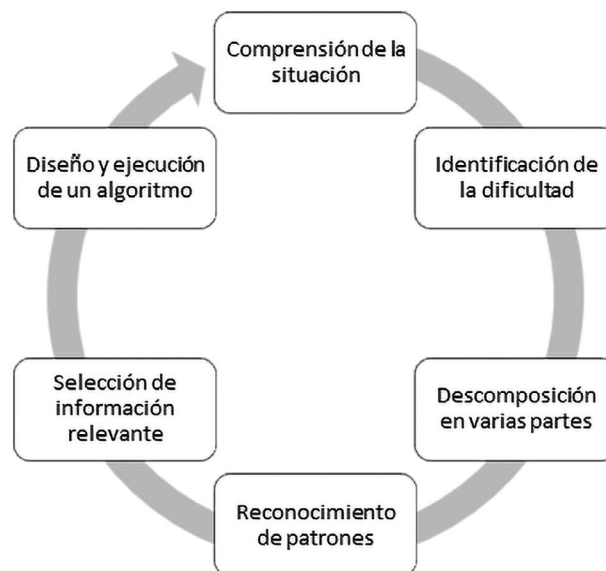 Comprensión de la
situación
Identificación de
la dificultad
Descomposición
en varias partes
Reconocimiento
de patrones
Selección de
información
relevante
Diseño y ejecución
de un algoritmo